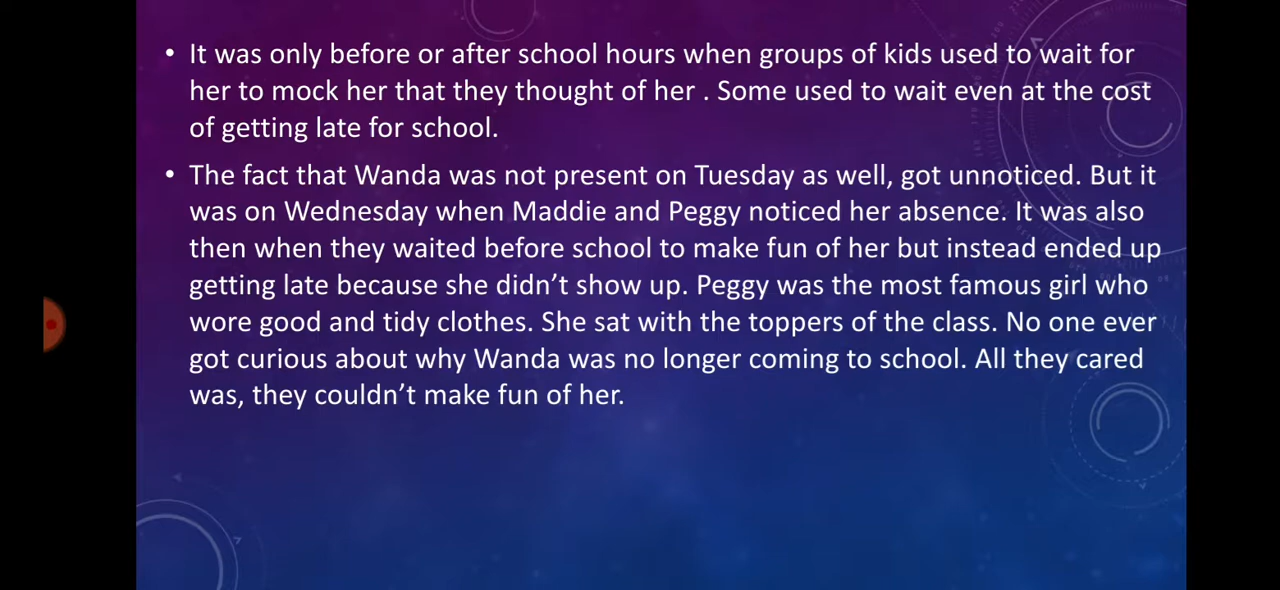 • It was only before or after school hours when groups of kids used to wait for
her to mock her that they thought of her . Some used to wait even at the cost
of getting late for school.
• The fact that Wanda was not present on Tuesday as well, got unnoticed. But it
was on Wednesday when Maddie and Peggy noticed her absence. It was also
then when they waited before school to make fun of her but instead ended up
getting late because she didn’t show up. Peggy was the most famous girl who
wore good and tidy clothes. She sat with the toppers of the class. No one ever
got curious about why Wanda was no longer coming to school. All they cared
was, they couldn’t make fun of her.